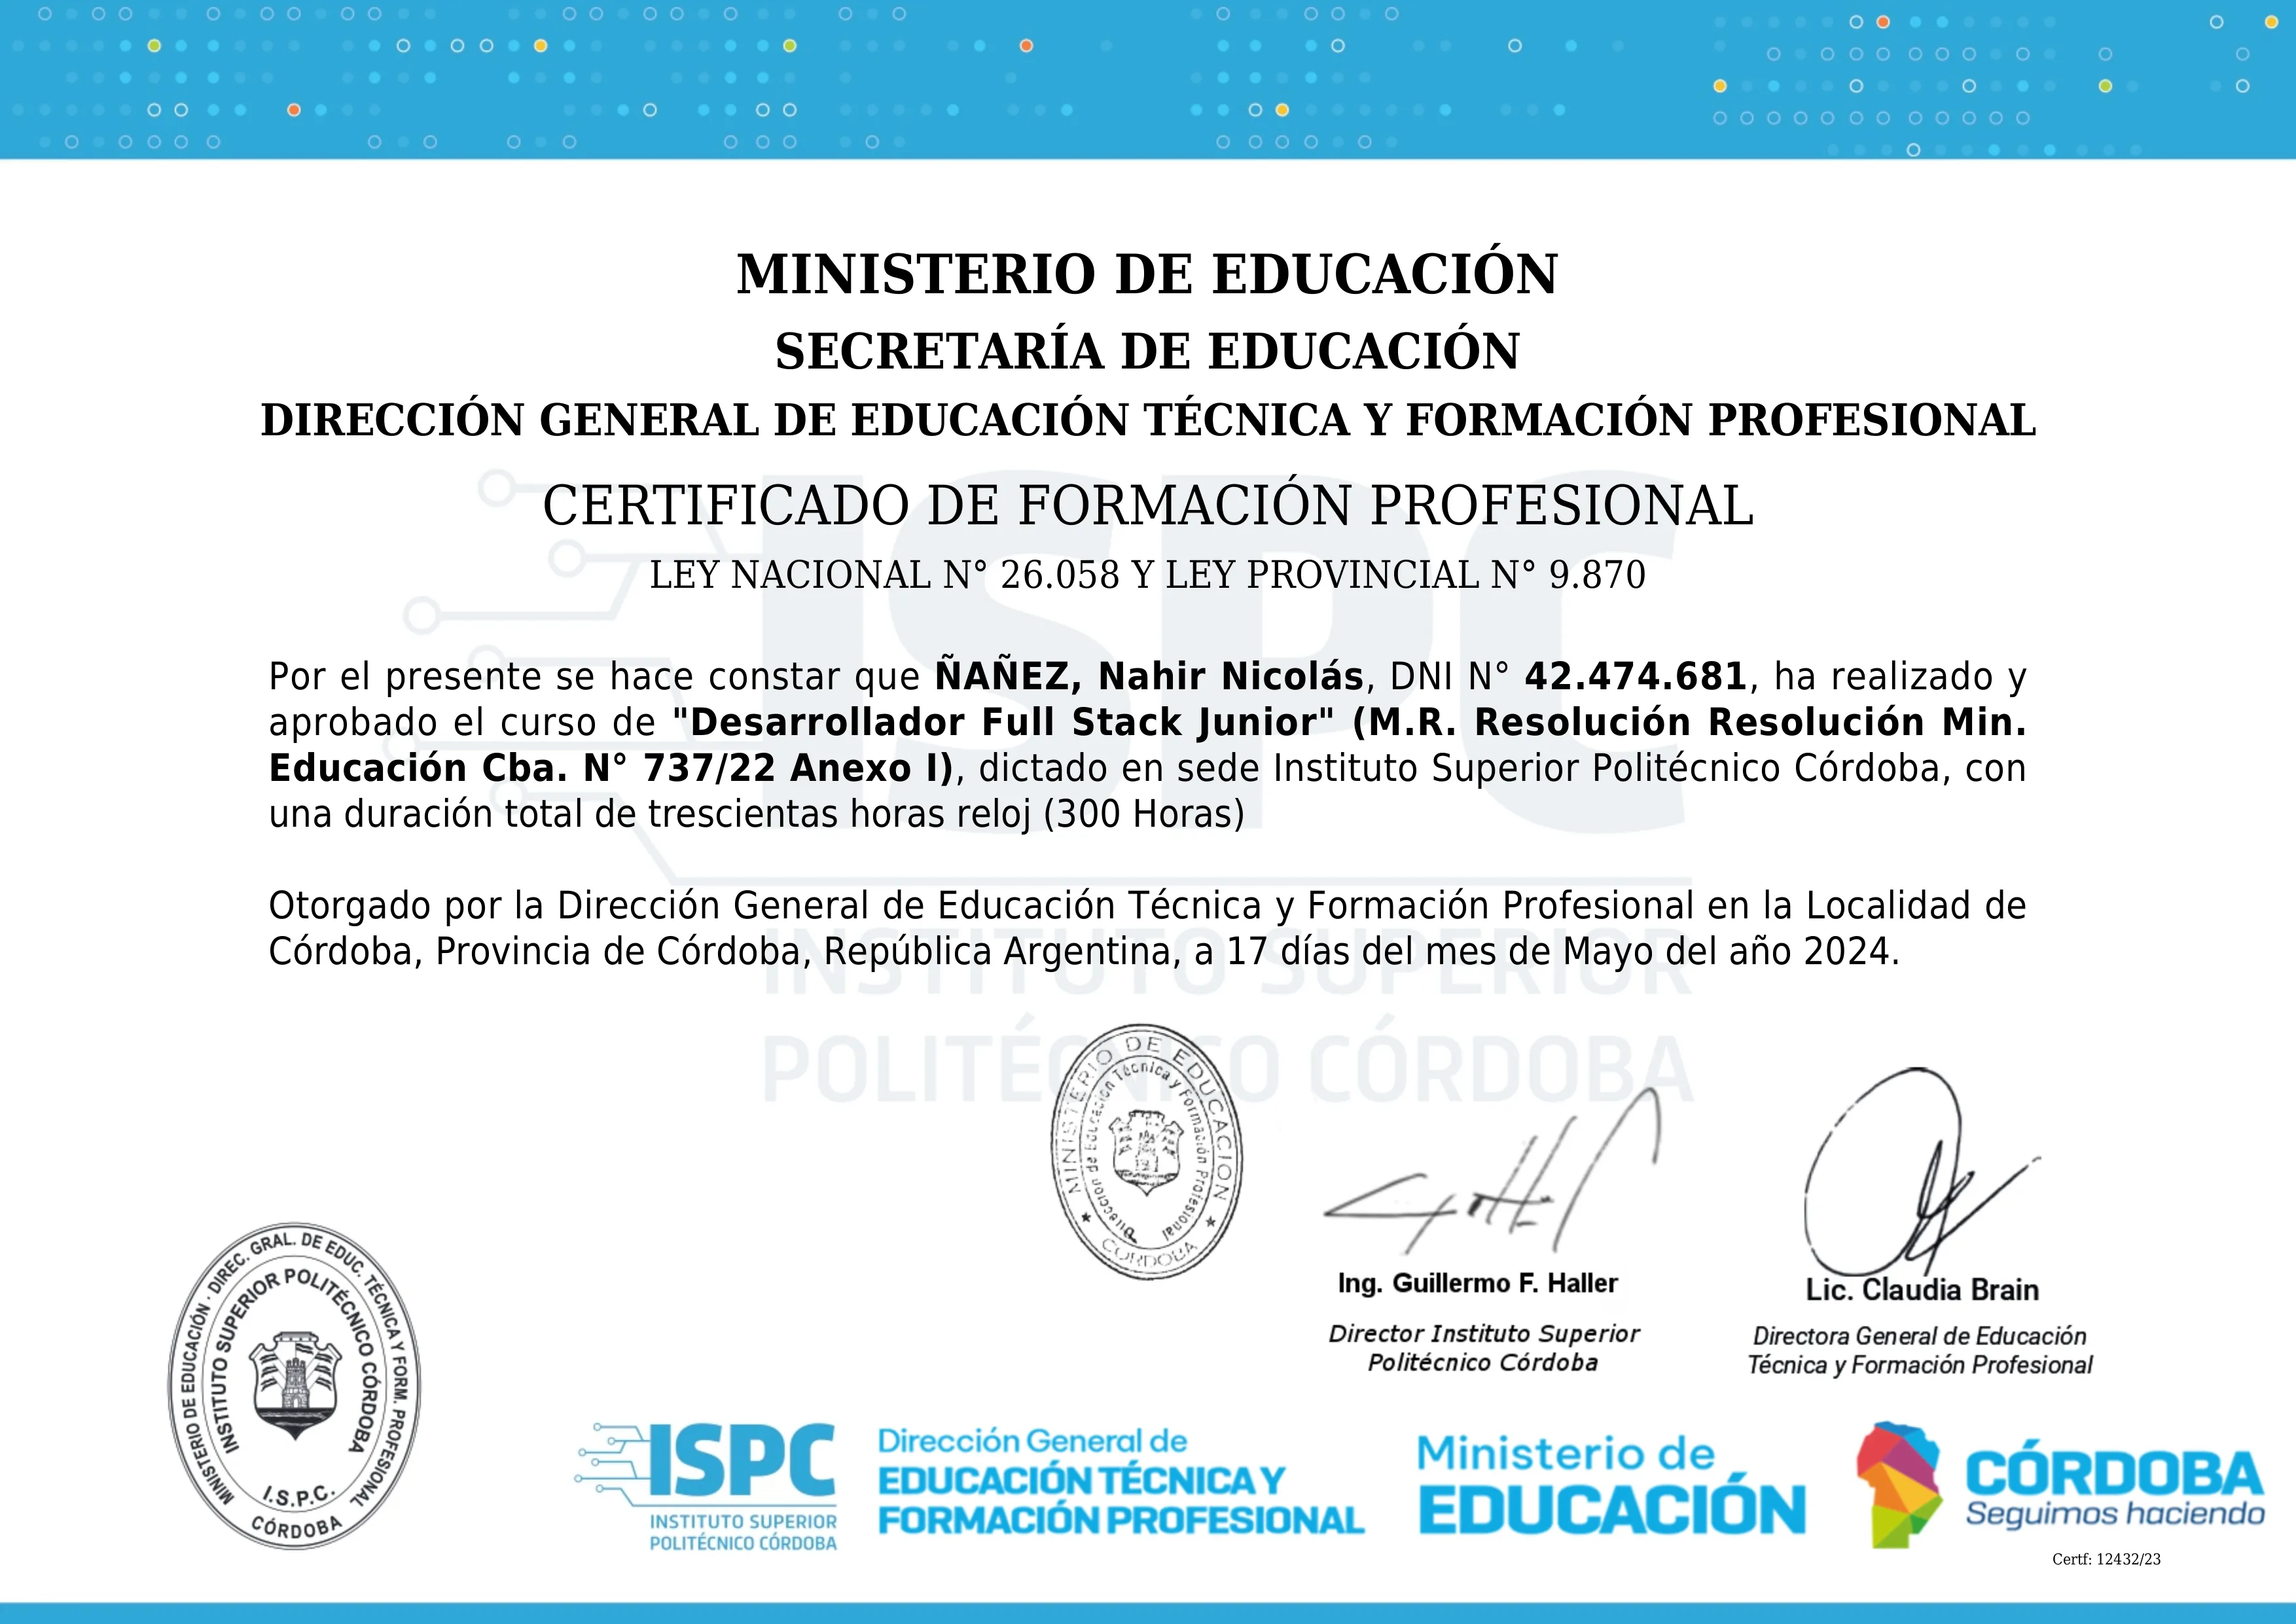 MINISTERIO DE EDUCACIÓN
SECRETARÍA DE EDUCACIÓN
DIRECCIÓN GENERAL DE EDUCACIÓN TÉCNICA Y FORMACIÓN PROFESIONAL
CERTIFICADO DE FORMACIÓN PROFESIONAL
LEY NACIONAL N° 26.058 Y LEY PROVINCIAL N° 9.870
Por el presente se hace constar que ÑAÑEZ, Nahir Nicolás, DNI N° 42.474.681, ha realizado y
aprobado el curso de "Desarrollador Full Stack Junior" (M.R. Resolución Resolución Min.
Educación Cba. N° 737/22 Anexo I), dictado en sede Instituto Superior Politécnico Córdoba, con
una duración total de trescientas horas reloj (300 Horas)
Otorgado por la Dirección General de Educación Técnica y Formación Profesional en la Localidad de
Córdoba, Provincia de Córdoba, República Argentina, a 17 días del mes de Mayo del año 2024.
ISPC
INSTITUTO SUPERIOR
POLITÉCNICO CÓRDOBA
MINISTERIO DE EDUCACION
Dirección de Educación Técnica y Formación Profesional
CORDOBA
Ing. Guillermo F. Haller
Director Instituto Superior
Politécnico Córdoba
Lic. Claudia Brain
Directora General de Educación
Técnica y Formación Profesional
MINISTERIO DE EDUCACIÓN · DIREC. GRAL. DE EDUC. TÉCNICA Y FORM. PROFESIONAL
INSTITUTO SUPERIOR POLITÉCNICO CÓRDOBA
I.S.P.C.
CÓRDOBA
ISPC
INSTITUTO SUPERIOR
POLITÉCNICO CÓRDOBA
Dirección General de
EDUCACIÓN TÉCNICA Y
FORMACIÓN PROFESIONAL
Ministerio de
EDUCACIÓN
CÓRDOBA
Seguimos haciendo
Certf: 12432/23